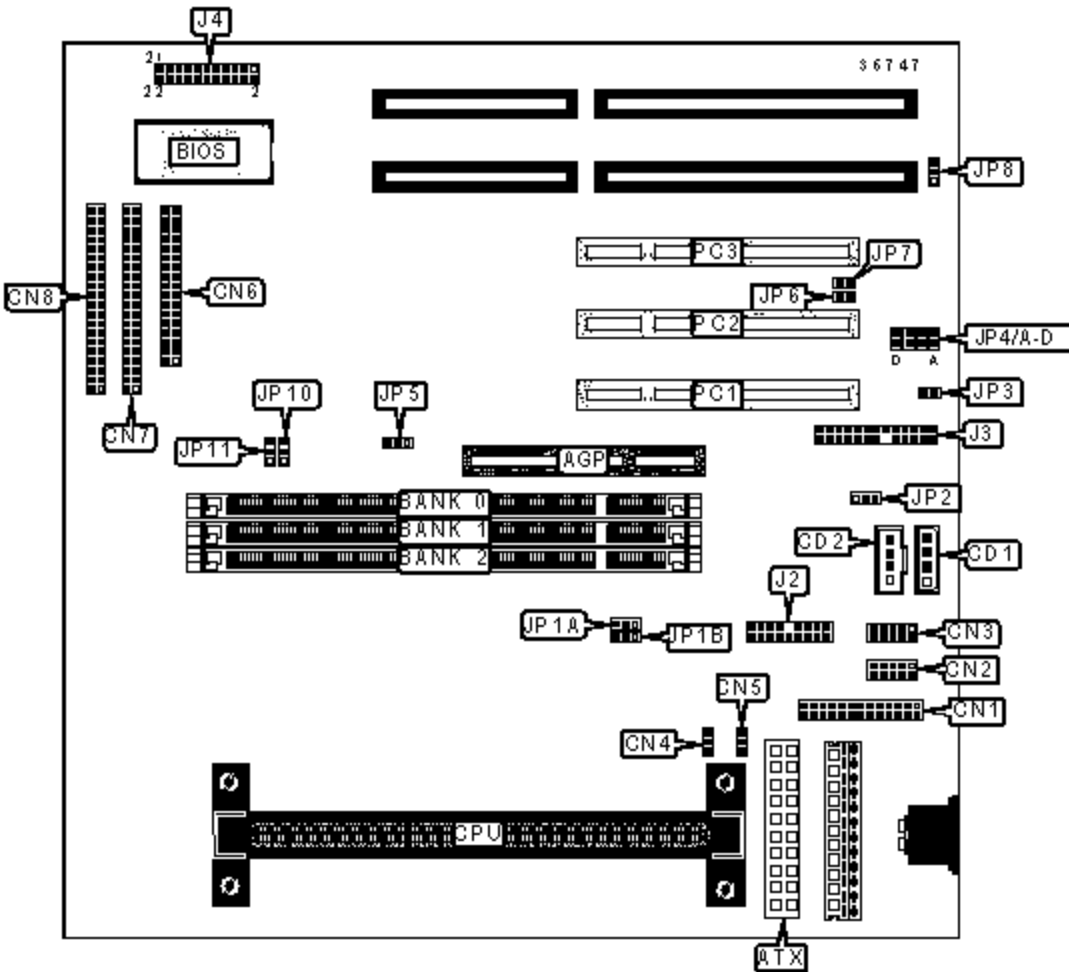 J4
21
22 2
36747
BIOS
JP8
PC3
JP7
JP6
CN8
CN6
PC2
JP4/A-D
D A
JP10
JP5
PC1
JP3
CN7
JP11
J3
AGP
BANK 0
JP2
BANK 1
CD2
CD1
BANK 2
J2
JP1A
JP1B
CN3
CN2
CN5
CN1
CN4
CPU
ATX